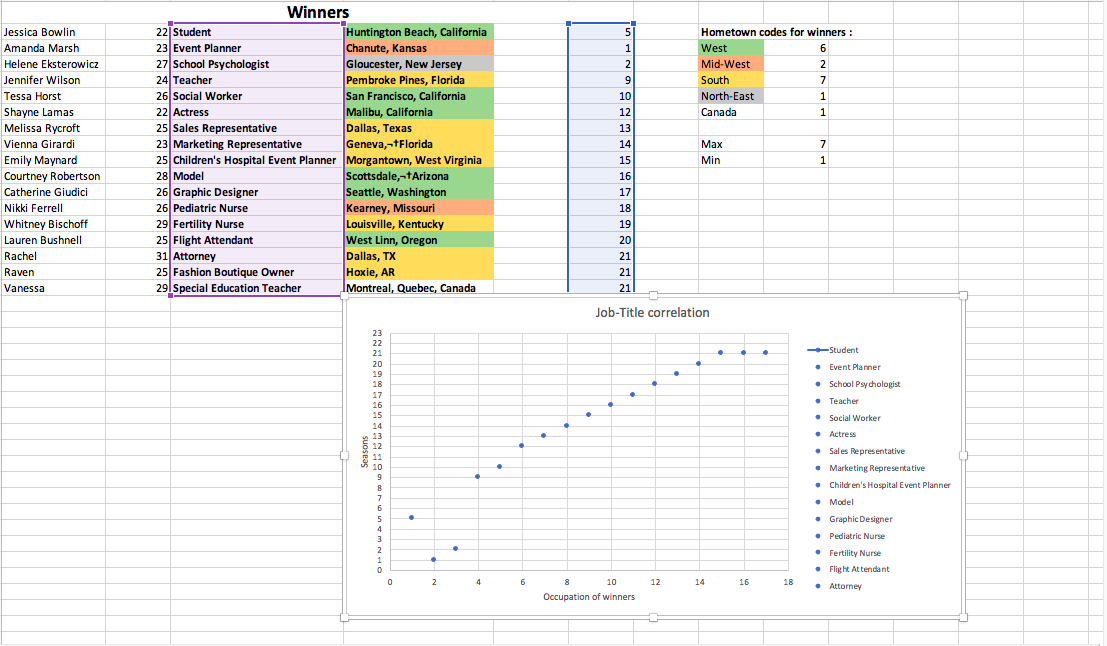 Winners
Jessica Bowlin 22 Student Huntington Beach, California 5 Hometown codes for winners :
Amanda Marsh 23 Event Planner Chanute, Kansas 1 West 6
Helene Eksterowicz 27 School Psychologist Gloucester, New Jersey 2 Mid-West 2
Jennifer Wilson 24 Teacher Pembroke Pines, Florida 9 South 7
Tessa Horst 26 Social Worker San Francisco, California 10 North-East 1
Shayne Lamas 22 Actress Malibu, California 12 Canada 1
Melissa Rycroft 25 Sales Representative Dallas, Texas 13
Vienna Girardi 23 Marketing Representative Geneva,¬†Florida 14 Max 7
Emily Maynard 25 Children's Hospital Event Planner Morgantown, West Virginia 15 Min 1
Courtney Robertson 28 Model Scottsdale,¬†Arizona 16
Catherine Giudici 26 Graphic Designer Seattle, Washington 17
Nikki Ferrell 26 Pediatric Nurse Kearney, Missouri 18
Whitney Bischoff 29 Fertility Nurse Louisville, Kentucky 19
Lauren Bushnell 25 Flight Attendant West Linn, Oregon 20
Rachel 31 Attorney Dallas, TX 21
Raven 25 Fashion Boutique Owner Hoxie, AR 21
Vanessa 29 Special Education Teacher Montreal, Quebec, Canada 21
Job-Title correlation
23
22
21
20
19
18
17
16
15
14
13
12
11
10
9
8
7
6
5
4
3
2
1
0
Seasons
0 2 4 6 8 10 12 14 16 18
Occupation of winners
Student
Event Planner
School Psychologist
Teacher
Social Worker
Actress
Sales Representative
Marketing Representative
Children's Hospital Event Planner
Model
Graphic Designer
Pediatric Nurse
Fertility Nurse
Flight Attendant
Attorney